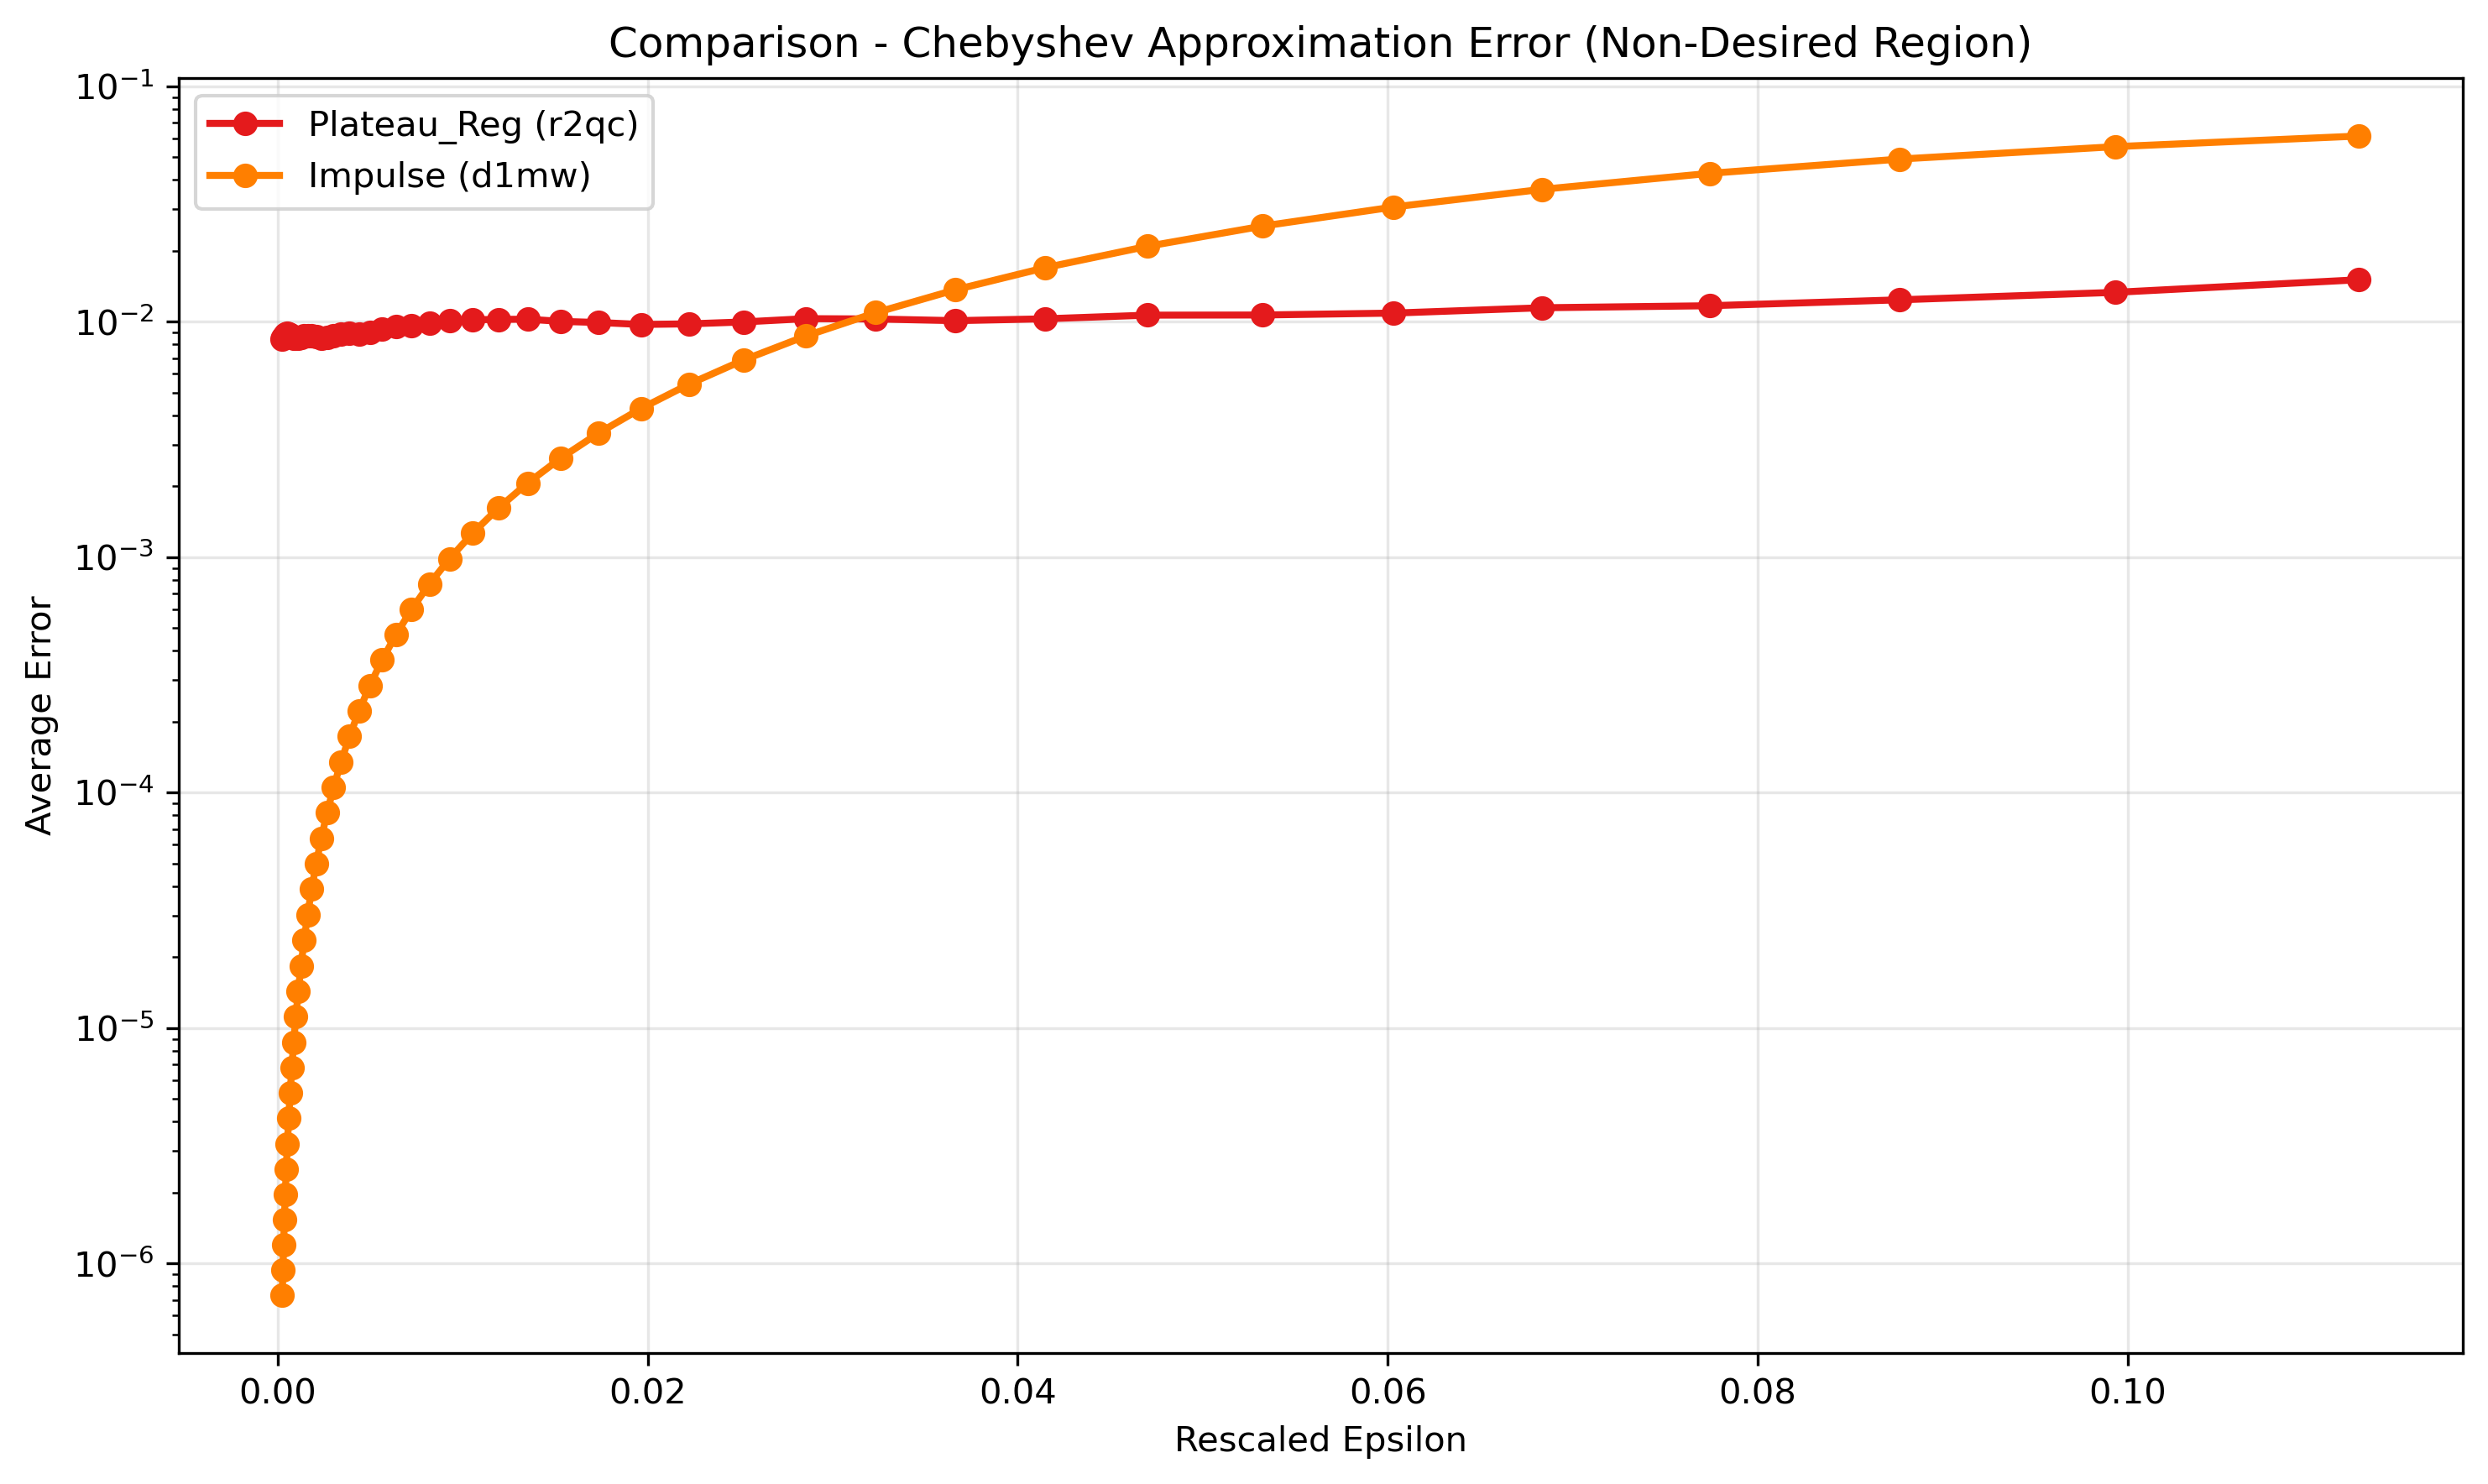 Comparison - Chebyshev Approximation Error (Non-Desired Region)
Plateau_Reg (r2qc)
Impulse (d1mw)
Average Error
10⁻¹
10⁻²
10⁻³
10⁻⁴
10⁻⁵
10⁻⁶
0.00 0.02 0.04 0.06 0.08 0.10
Rescaled Epsilon